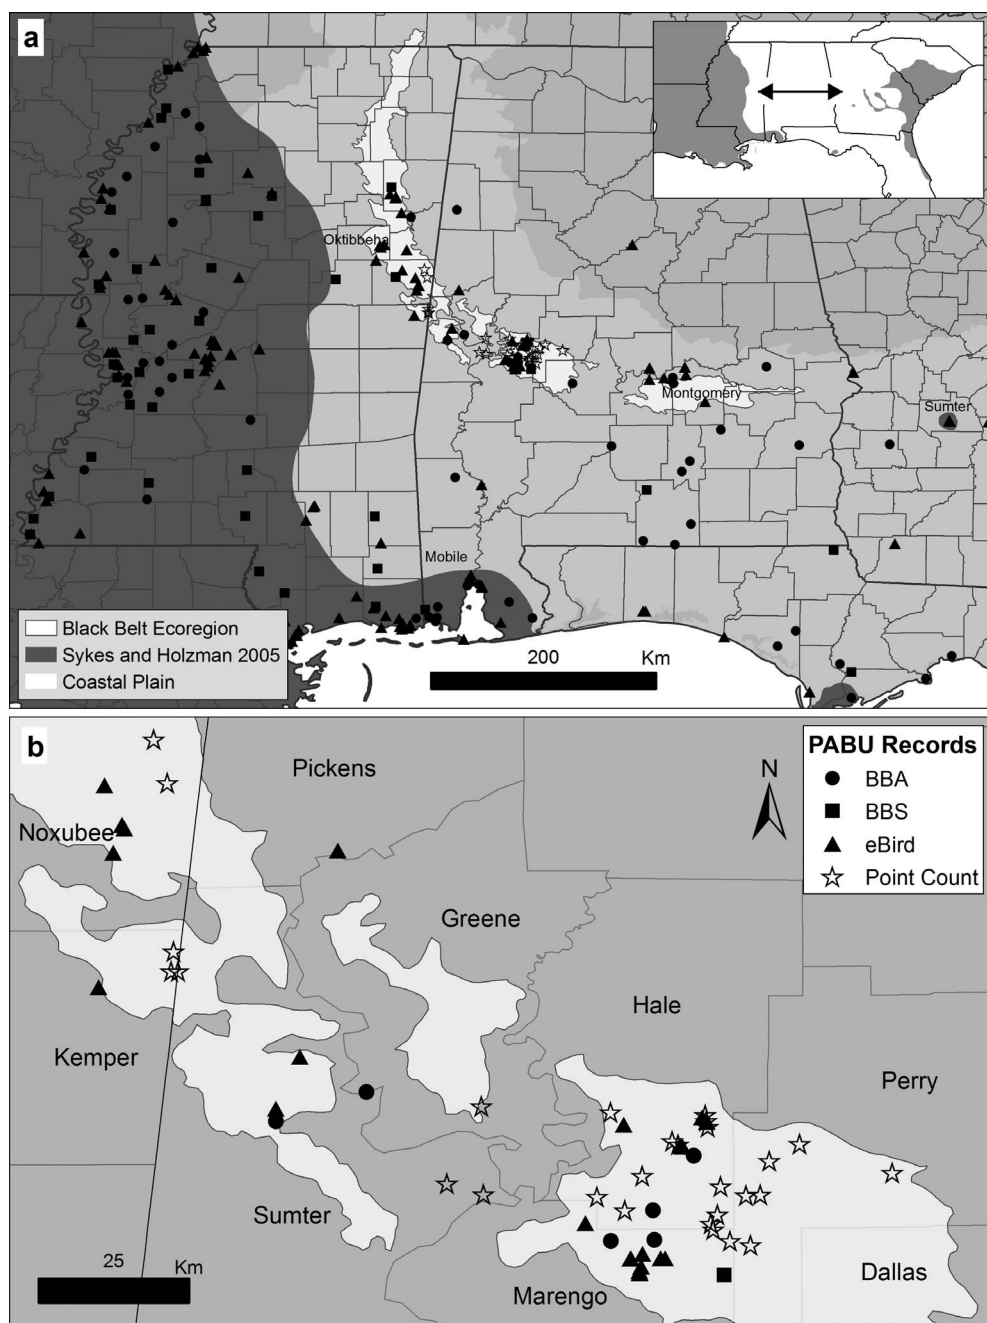 a
Oktibbeha
Montgomery
Sumter
Mobile
Black Belt Ecoregion
Sykes and Holzman 2005
Coastal Plain
200 Km
b
Pickens
N
PABU Records
BBA
BBS
eBird
Point Count
Noxubee
Greene
Hale
Kemper
Perry
Sumter
25 Km
Marengo
Dallas